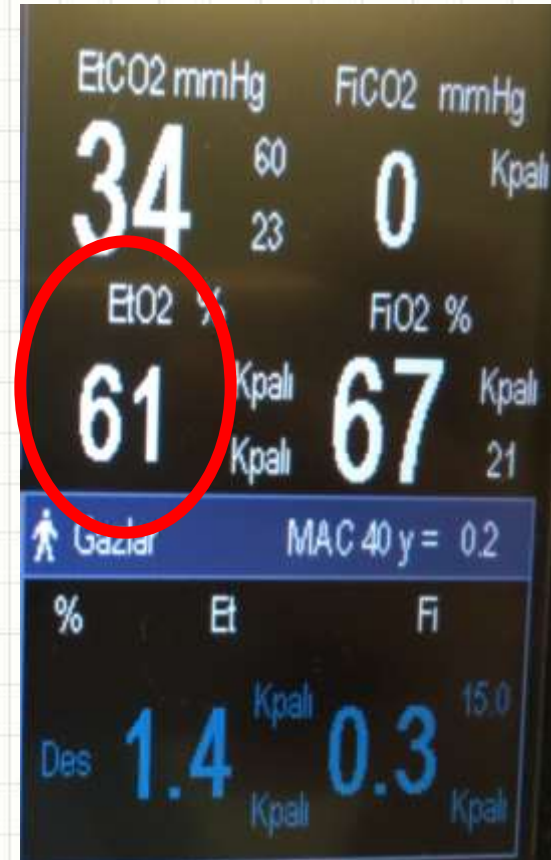 EtCO2 mmHg FiCO2 mmHg
34 60 0 Kpalı
23
EtO2 % FiO2 %
61 Kpalı 67 Kpalı
Kpalı 21
Gazlar MAC 40 y = 0.2
% Et Fi
Des 1.4 Kpalı 0.3 15.0
Kpalı Kpalı